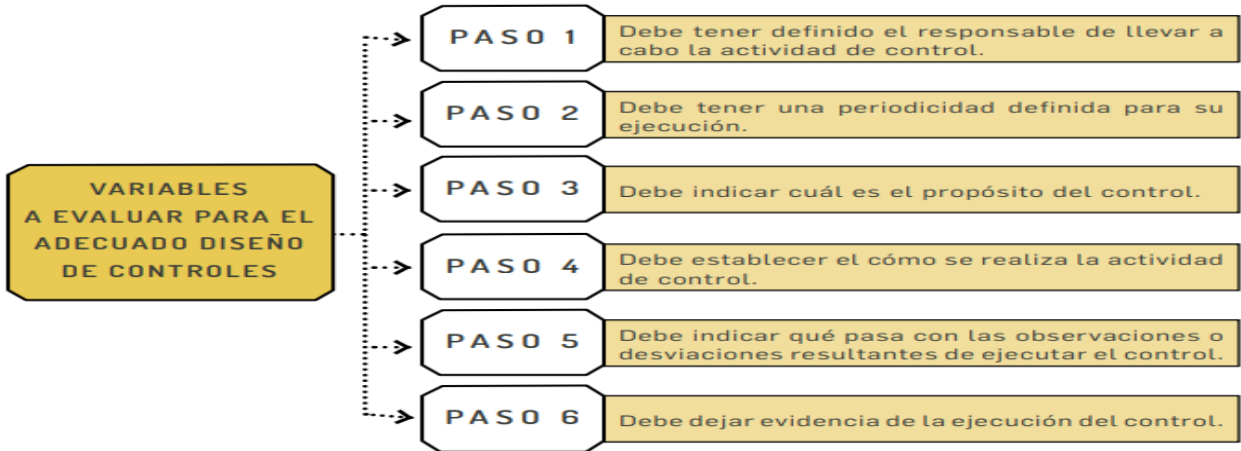 VARIABLES
A EVALUAR PARA EL
ADECUADO DISEÑO
DE CONTROLES
PASO 1
Debe tener definido el responsable de llevar a
cabo la actividad de control.
PASO 2
Debe tener una periodicidad definida para su
ejecución.
PASO 3
Debe indicar cuál es el propósito del control.
PASO 4
Debe establecer el cómo se realiza la actividad
de control.
PASO 5
Debe indicar qué pasa con las observaciones o
desviaciones resultantes de ejecutar el control.
PASO 6
Debe dejar evidencia de la ejecución del control.